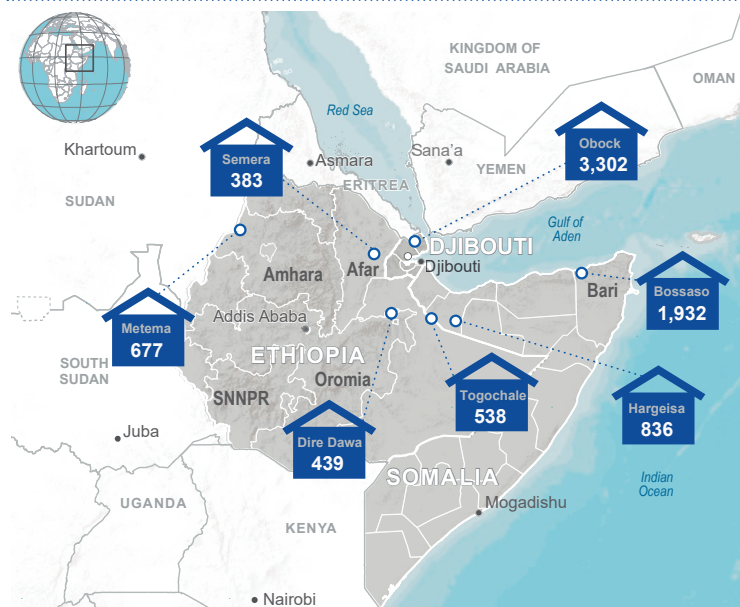 KINGDOM OF
SAUDI ARABIA
OMAN
Red Sea
Khartoum
Semera
383
Asmara
Sana'a
Obock
3,302
YEMEN
ERITREA
SUDAN
Gulf of
Aden
DJIBOUTI
Djibouti
Amhara
Afar
Bari
Bossaso
1,932
Metema
677
Addis Ababa
ETHIOPIA
SOUTH
SUDAN
SNNPR
Oromia
Togochale
538
Hargeisa
836
Juba
Dire Dawa
439
SOMALIA
Indian
Ocean
UGANDA
Mogadishu
KENYA
Nairobi